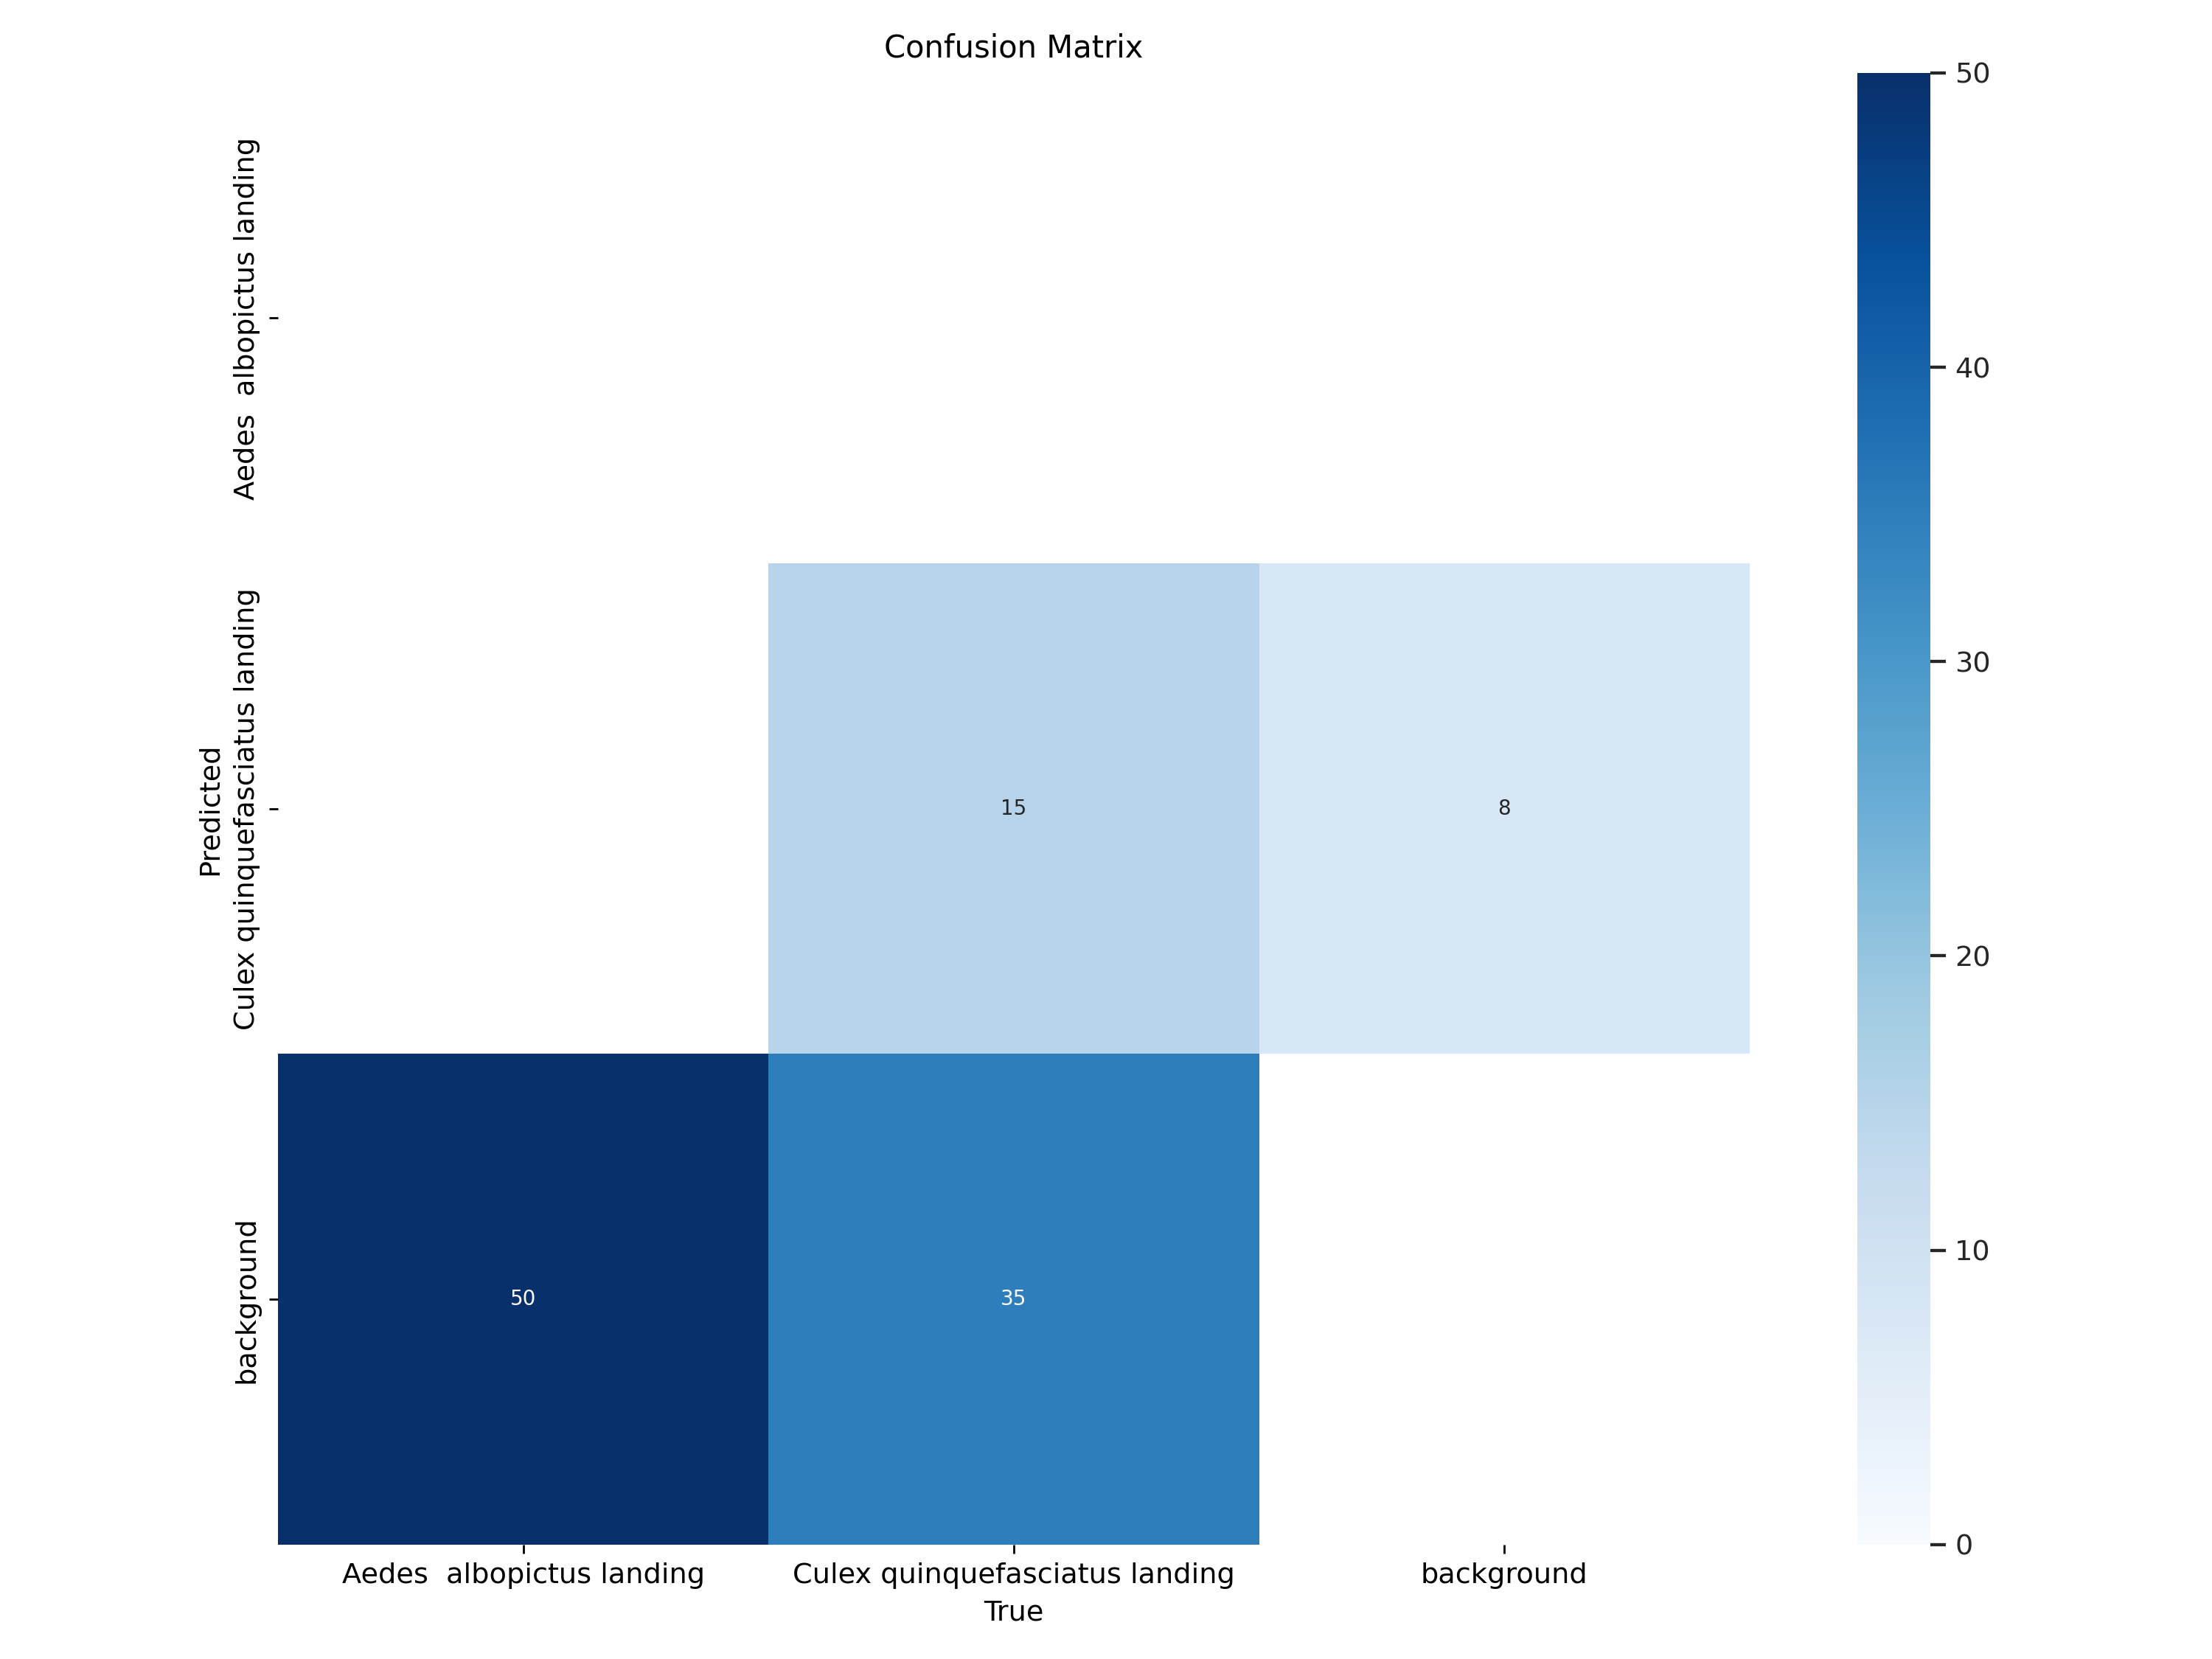 Confusion Matrix
Predicted
Aedes  albopictus landing
Culex quinquefasciatus landing
background
15
8
50
35
Aedes  albopictus landing
Culex quinquefasciatus landing
background
True
50
40
30
20
10
0